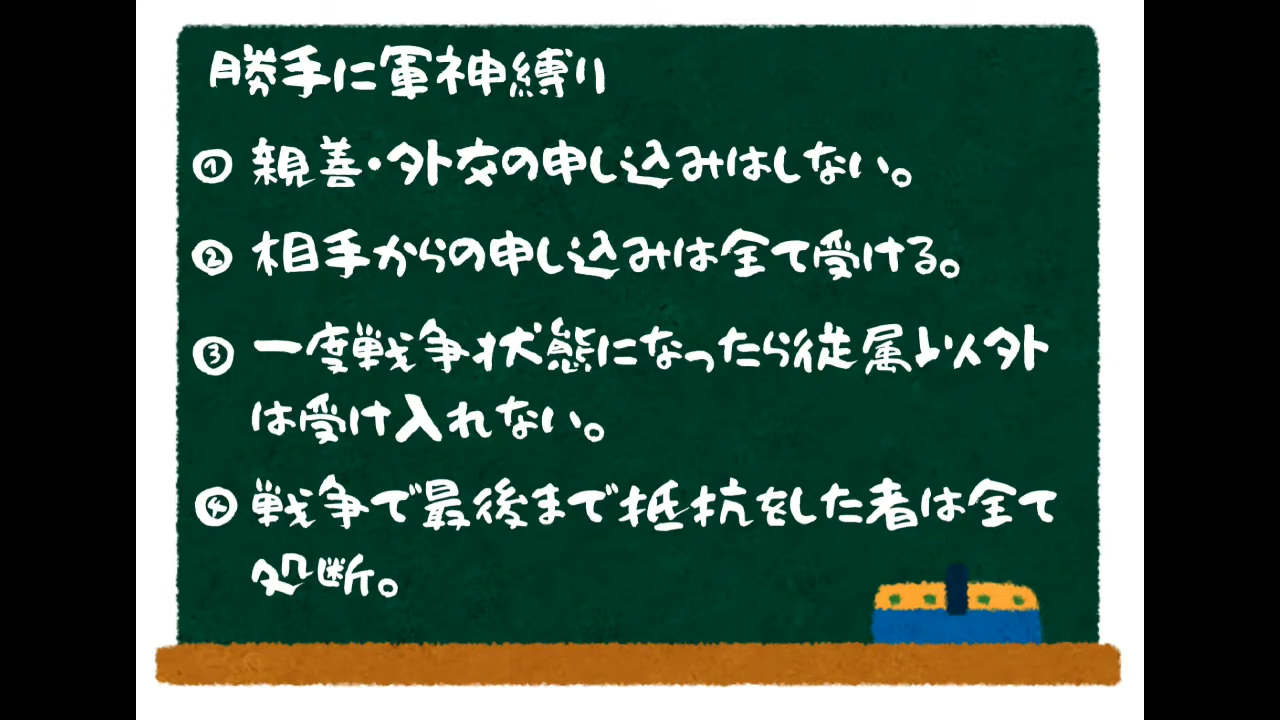 勝手に軍神縛り
① 親善・外交の申し込みはしない。
② 相手からの申し込みは全て受ける。
③ 一度戦争状態になったら従属以外
は受け入れない。
④ 戦争で最後まで抵抗をした者は全て
処断。